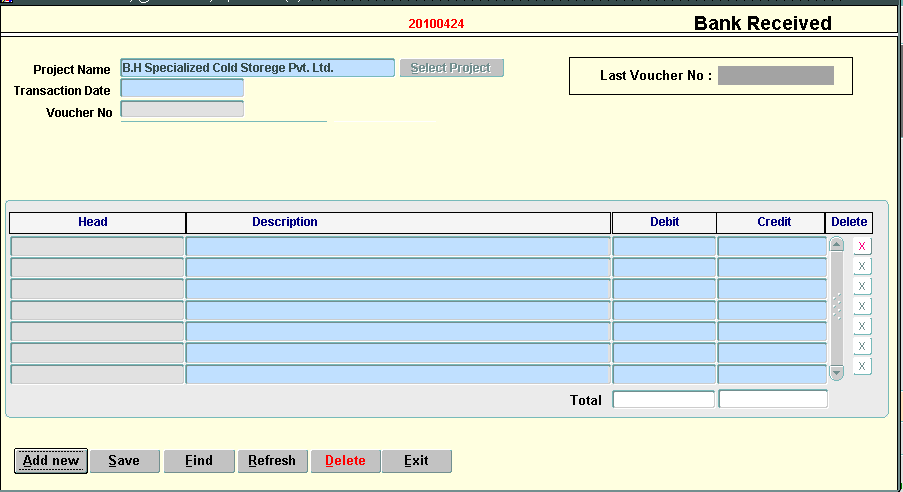 20100424
Bank Received
Project Name B.H Specialized Cold Storege Pvt. Ltd. Select Project
Last Voucher No :
Transaction Date
Voucher No
Head Description Debit Credit Delete
X
X
X
X
X
X
X
Total
Add new Save Find Refresh Delete Exit